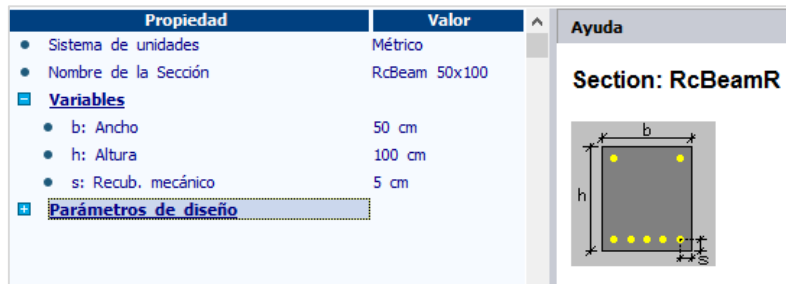 Propiedad Valor
Sistema de unidades Métrico
Nombre de la Sección RcBeam 50x100
Variables
b: Ancho 50 cm
h: Altura 100 cm
s: Recub. mecánico 5 cm
Parámetros de diseño
Ayuda
Section: RcBeamR
b
h
s